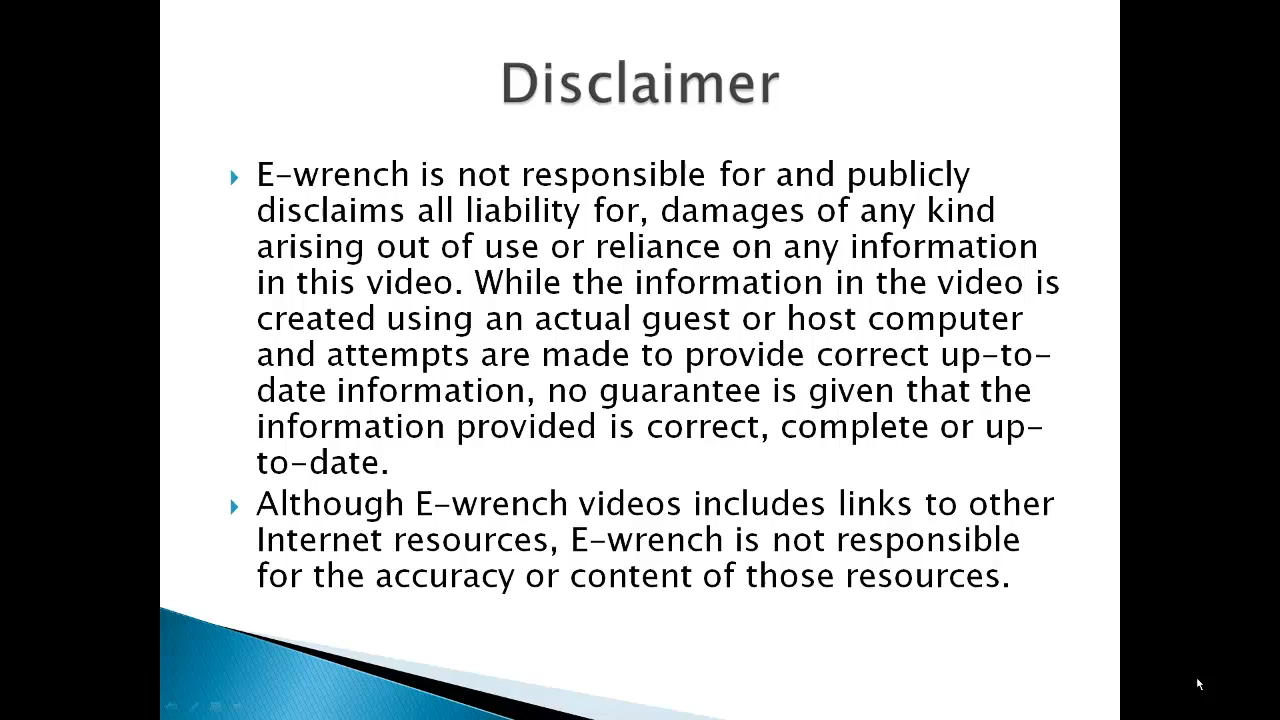 Disclaimer
E-wrench is not responsible for and publicly
disclaims all liability for, damages of any kind
arising out of use or reliance on any information
in this video. While the information in the video is
created using an actual guest or host computer
and attempts are made to provide correct up-to-
date information, no guarantee is given that the
information provided is correct, complete or up-
to-date.
Although E-wrench videos includes links to other
Internet resources, E-wrench is not responsible
for the accuracy or content of those resources.